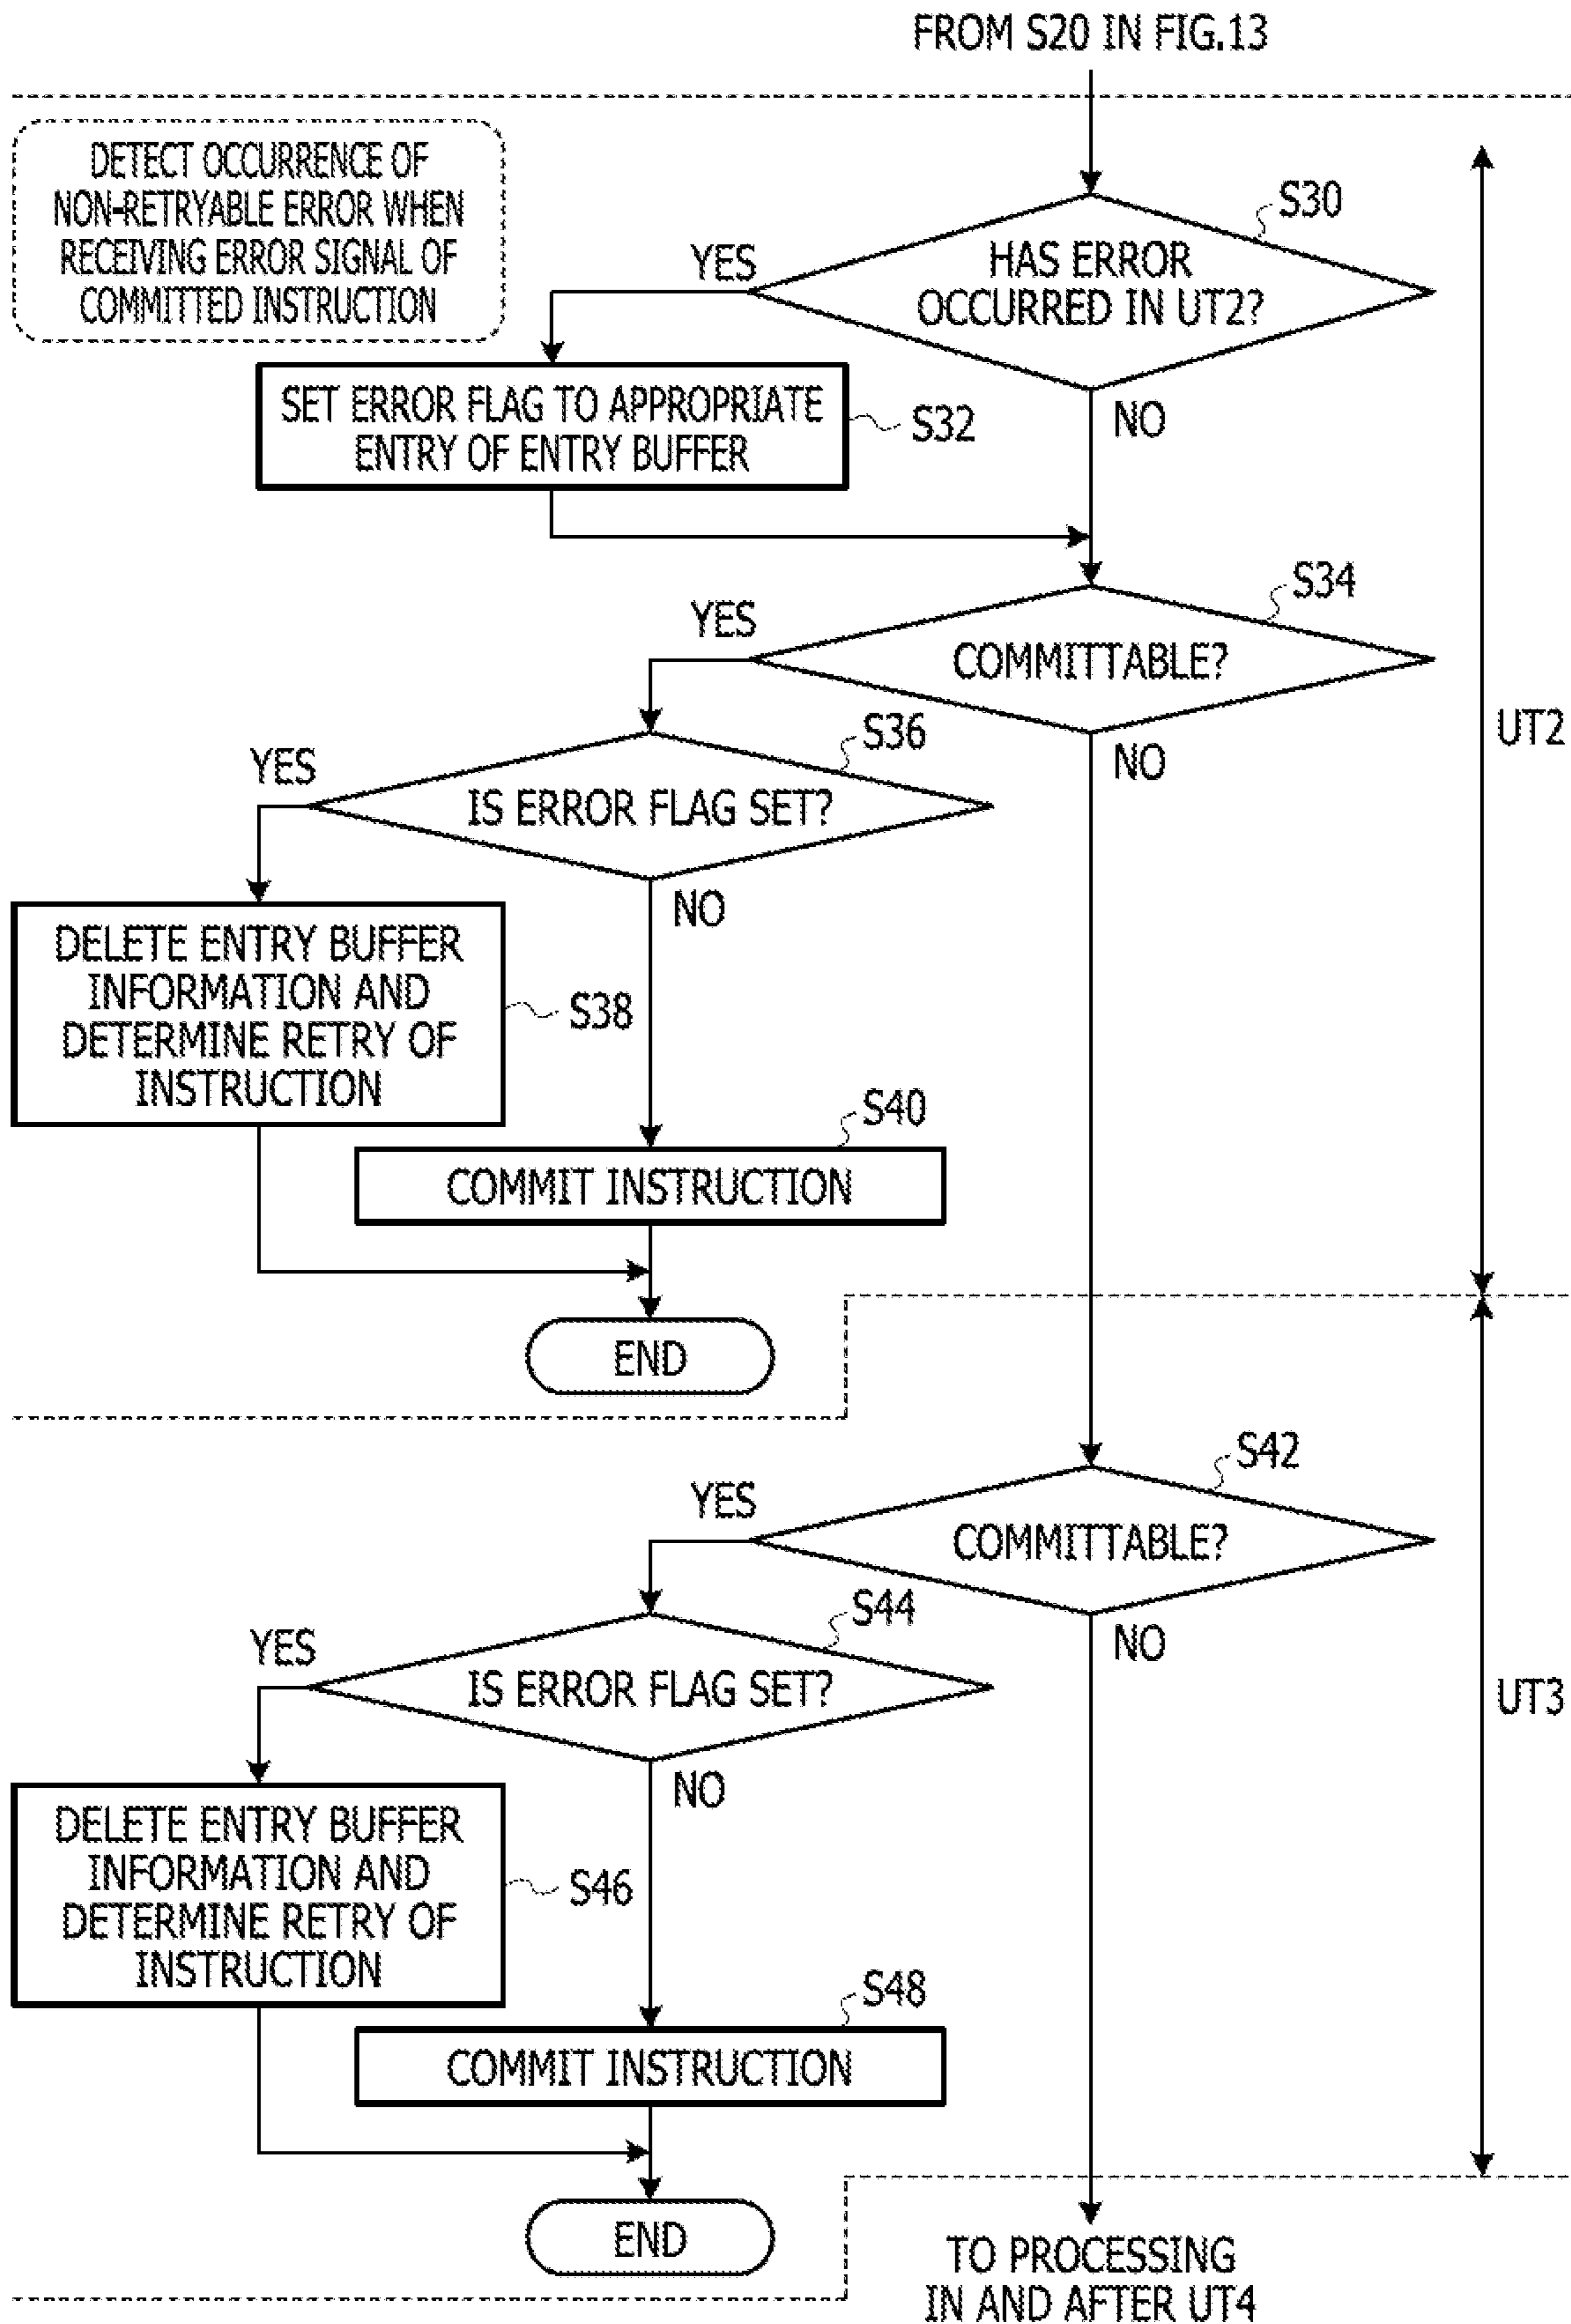 FROM S20 IN FIG.13
DETECT OCCURRENCE OF
NON-RETRYABLE ERROR WHEN
RECEIVING ERROR SIGNAL OF
COMMITTED INSTRUCTION
S30
HAS ERROR
OCCURRED IN UT2?
YES
NO
SET ERROR FLAG TO APPROPRIATE
ENTRY OF ENTRY BUFFER
S32
S34
COMMITTABLE?
YES
NO
UT2
S36
IS ERROR FLAG SET?
YES
NO
DELETE ENTRY BUFFER
INFORMATION AND
DETERMINE RETRY OF
INSTRUCTION
S38
S40
COMMIT INSTRUCTION
END
S42
COMMITTABLE?
YES
NO
S44
IS ERROR FLAG SET?
YES
NO
UT3
DELETE ENTRY BUFFER
INFORMATION AND
DETERMINE RETRY OF
INSTRUCTION
S46
S48
COMMIT INSTRUCTION
END
TO PROCESSING
IN AND AFTER UT4